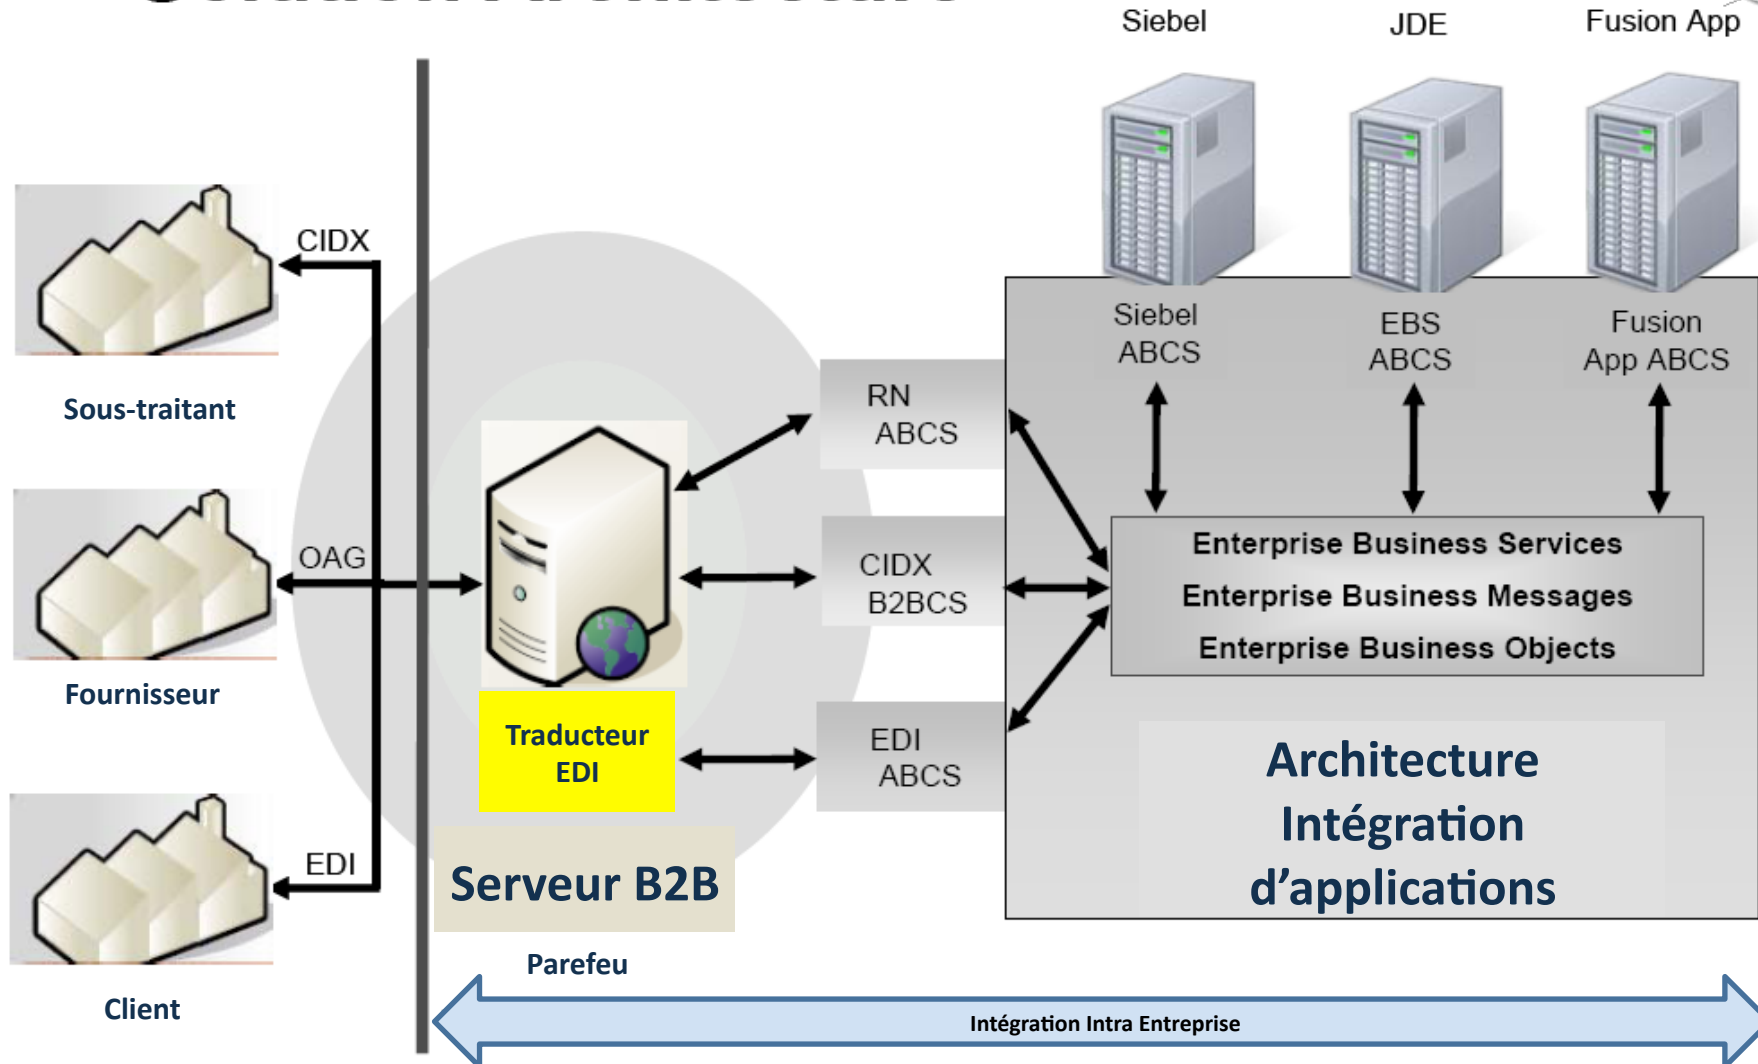 Siebel
JDE
Fusion App
CIDX
Sous-traitant
OAG
Fournisseur
EDI
Client
Traducteur
EDI
Serveur B2B
Parefeu
RN
ABCS
CIDX
B2BCS
EDI
ABCS
Siebel
ABCS
EBS
ABCS
Fusion
App ABCS
Enterprise Business Services
Enterprise Business Messages
Enterprise Business Objects
Architecture
Intégration
d’applications
Intégration Intra Entreprise